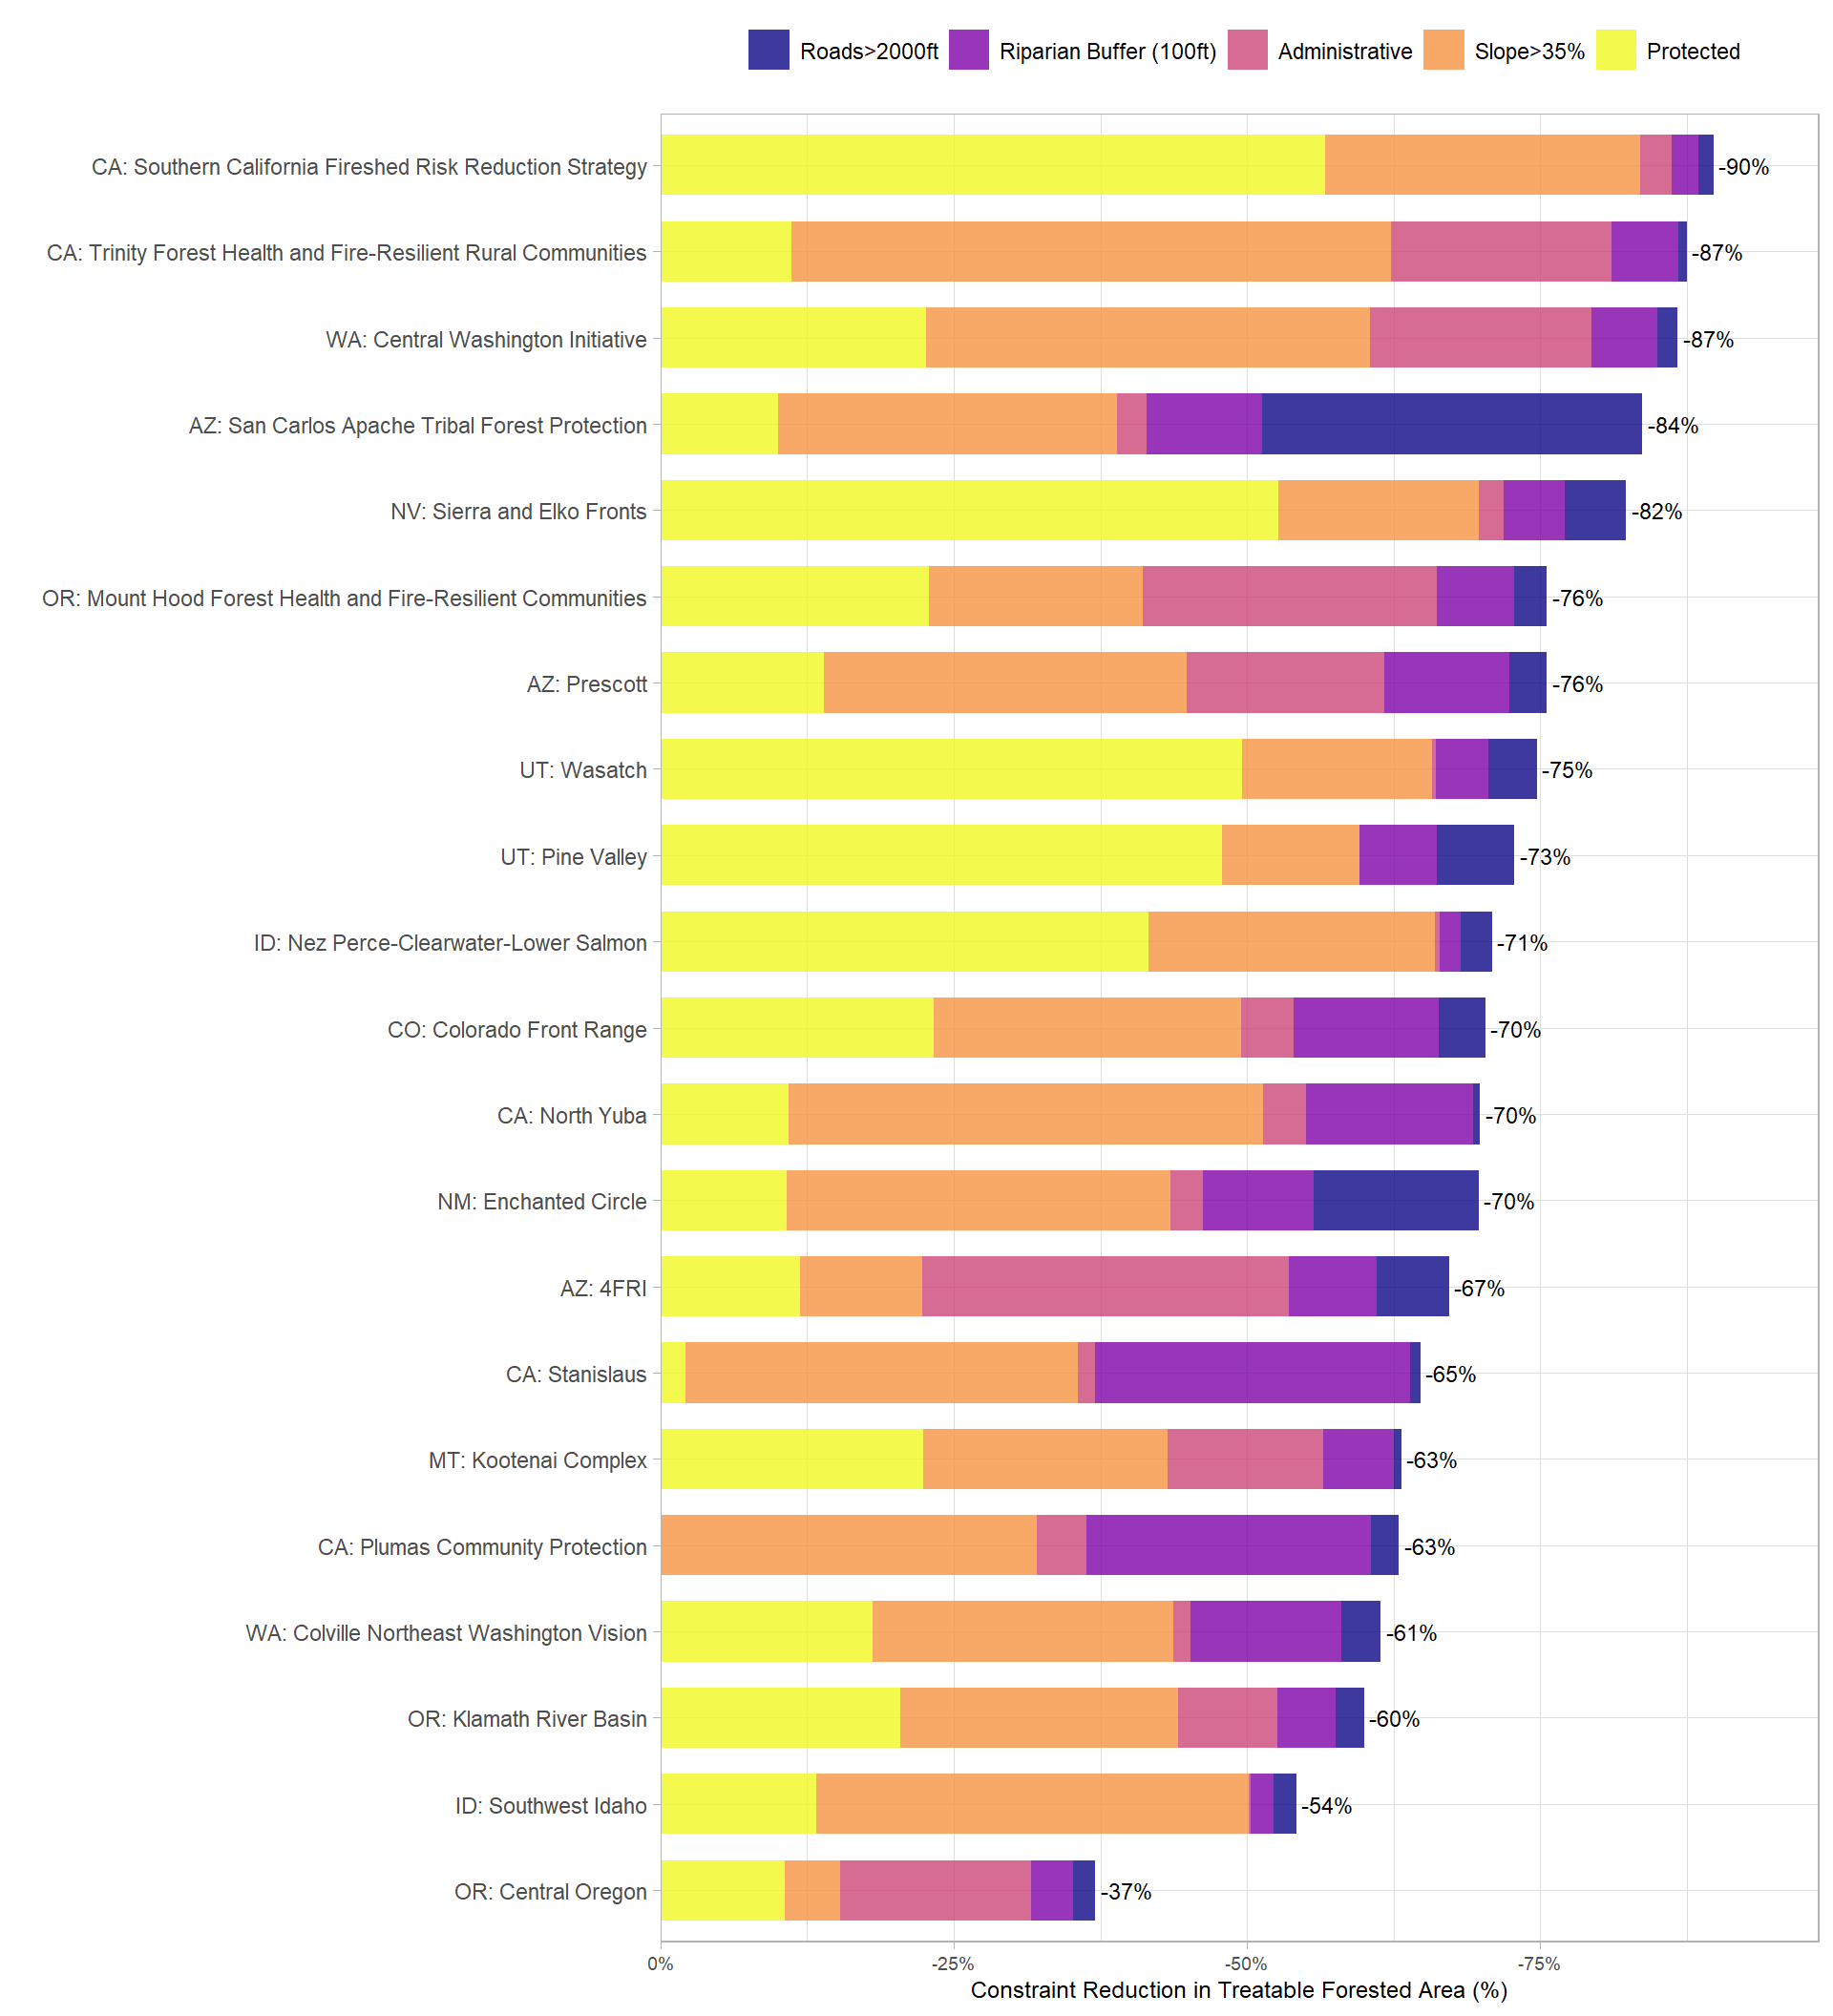 Roads>2000ft Riparian Buffer (100ft) Administrative Slope>35% Protected
CA: Southern California Fireshed Risk Reduction Strategy -90%
CA: Trinity Forest Health and Fire-Resilient Rural Communities -87%
WA: Central Washington Initiative -87%
AZ: San Carlos Apache Tribal Forest Protection -84%
NV: Sierra and Elko Fronts -82%
OR: Mount Hood Forest Health and Fire-Resilient Communities -76%
AZ: Prescott -76%
UT: Wasatch -75%
UT: Pine Valley -73%
ID: Nez Perce-Clearwater-Lower Salmon -71%
CO: Colorado Front Range -70%
CA: North Yuba -70%
NM: Enchanted Circle -70%
AZ: 4FRI -67%
CA: Stanislaus -65%
MT: Kootenai Complex -63%
CA: Plumas Community Protection -63%
WA: Colville Northeast Washington Vision -61%
OR: Klamath River Basin -60%
ID: Southwest Idaho -54%
OR: Central Oregon -37%
0% -25% -50% -75%
Constraint Reduction in Treatable Forested Area (%)